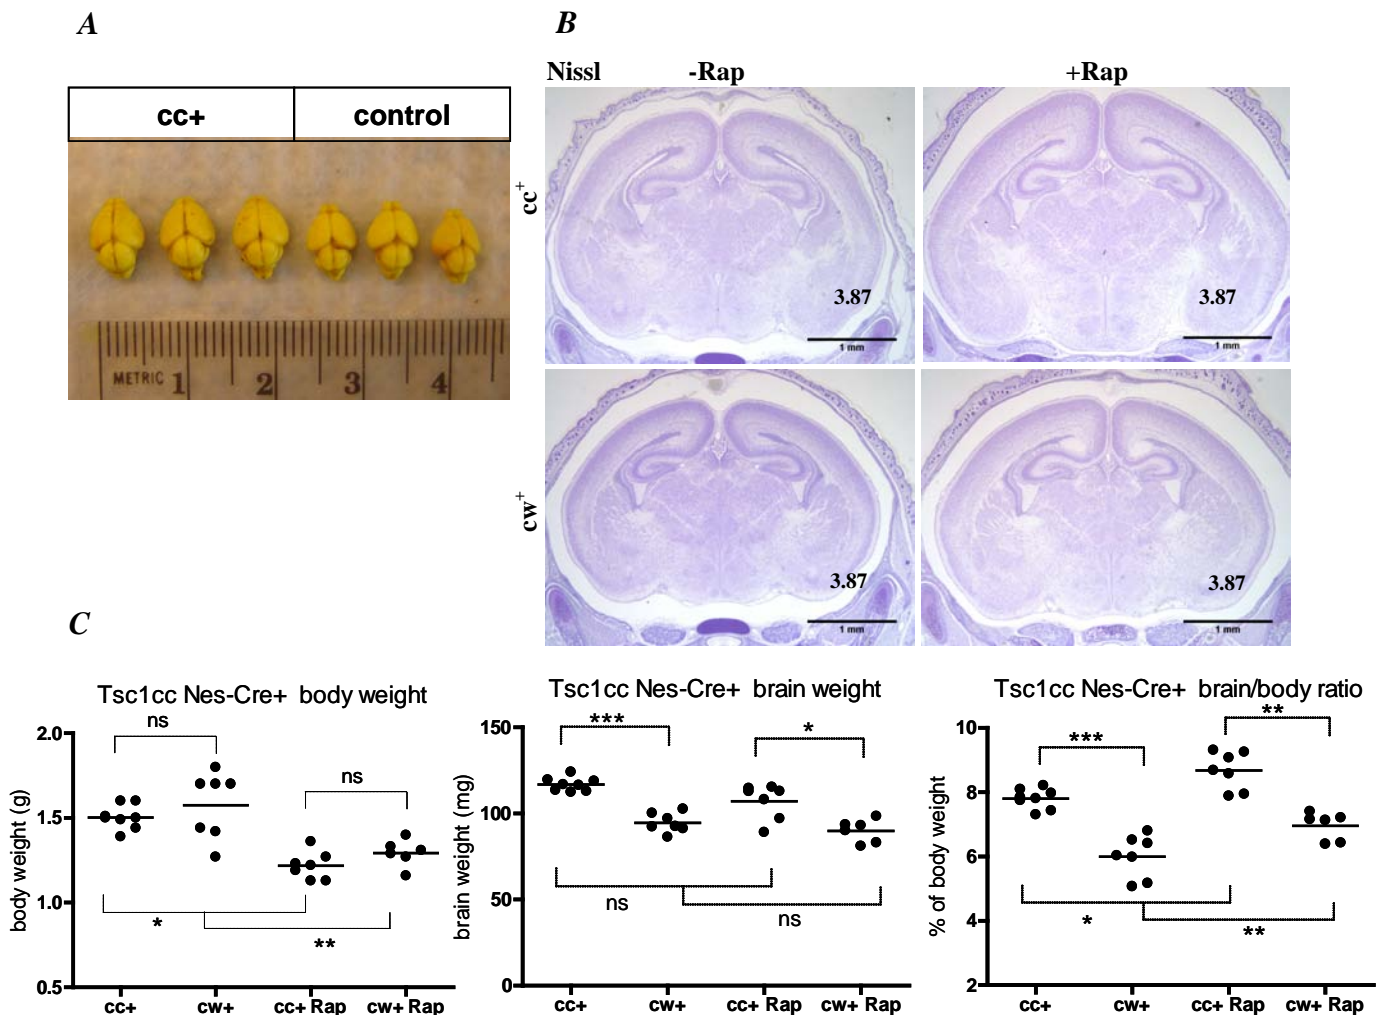 A
B
cc+ control
METRIC 1 2 3 4
Nissl -Rap +Rap
cc+
3.87
1 mm
3.87
1 mm
cw+
3.87
1 mm
3.87
1 mm
C
Tsc1cc Nes-Cre+ body weight
ns
ns
*
**
body weight (g)
2.0
1.5
1.0
0.5
cc+ cw+ cc+ Rap cw+ Rap
Tsc1cc Nes-Cre+ brain weight
***
*
ns
ns
brain weight (mg)
150
100
50
0
cc+ cw+ cc+ Rap cw+ Rap
Tsc1cc Nes-Cre+ brain/body ratio
***
**
*
**
% of body weight
10
8
6
4
2
cc+ cw+ cc+ Rap cw+ Rap